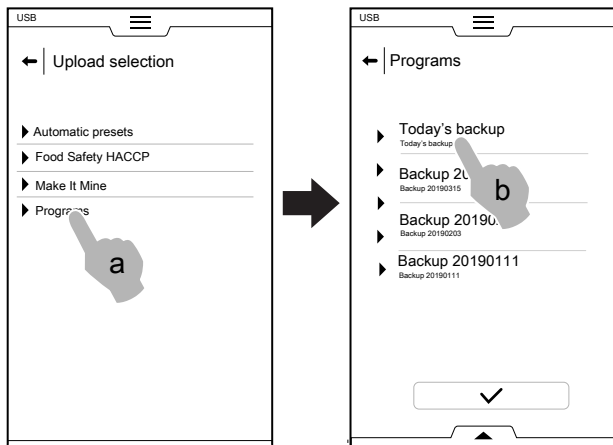 USB
Upload selection
Automatic presets
Food Safety HACCP
Make It Mine
Programs
a
USB
Programs
Today's backup
Today's backup
Backup 20
Backup 20190315
b
Backup 20190
Backup 20190203
Backup 20190111
Backup 20190111